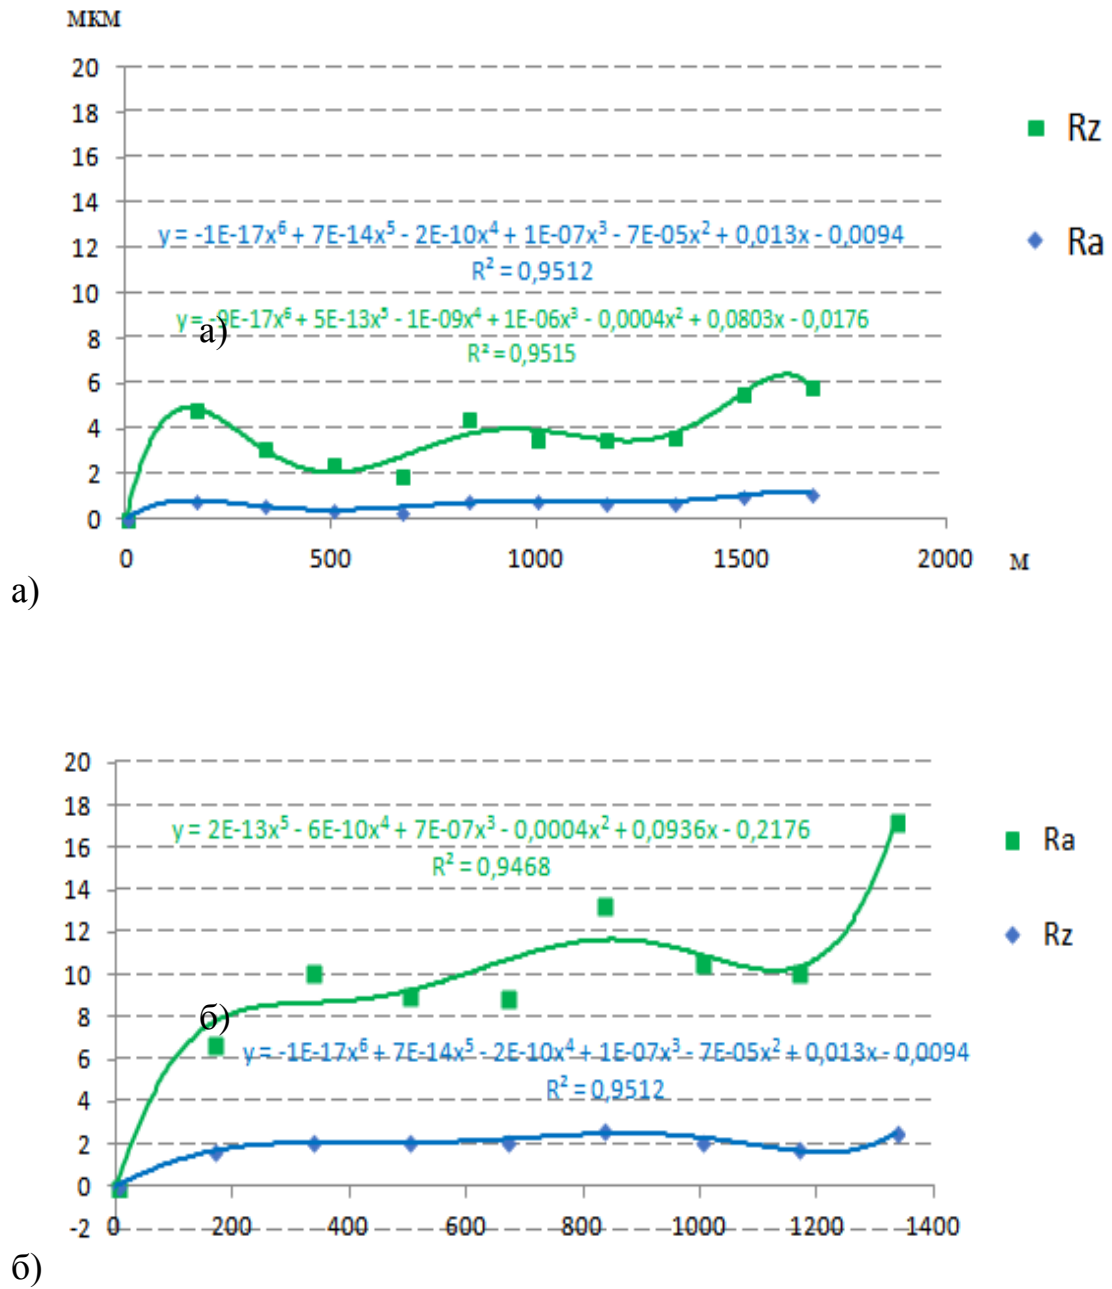 мкм
20
18
16
14
12
10
8
6
4
2
0
y = -1E-17x⁶ + 7E-14x⁵ - 2E-10x⁴ + 1E-07x³ - 7E-05x² + 0,013x - 0,0094
R² = 0,9512
y = -9E-17x⁶ + 5E-13x⁵ - 1E-09x⁴ + 1E-06x³ - 0,0004x² + 0,0803x - 0,0176
а)
R² = 0,9515
Rz
Ra
0 500 1000 1500 2000 м
а)
20
18
16
14
12
10
8
6
4
2
0
-2
y = 2E-13x⁵ - 6E-10x⁴ + 7E-07x³ - 0,0004x² + 0,0936x - 0,2176
R² = 0,9468
Ra
Rz
б)
y = -1E-17x⁶ + 7E-14x⁵ - 2E-10x⁴ + 1E-07x³ - 7E-05x² + 0,013x - 0,0094
R² = 0,9512
0 200 400 600 800 1000 1200 1400
б)